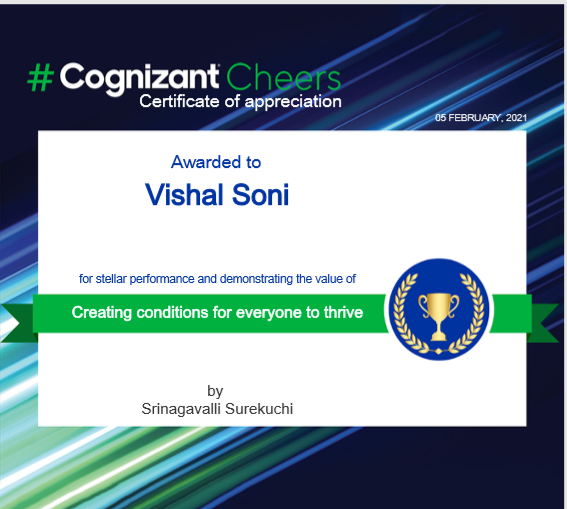 # Cognizant Cheers
Certificate of appreciation
05 FEBRUARY, 2021
Awarded to
Vishal Soni
for stellar performance and demonstrating the value of
Creating conditions for everyone to thrive
by
Srinagavalli Surekuchi